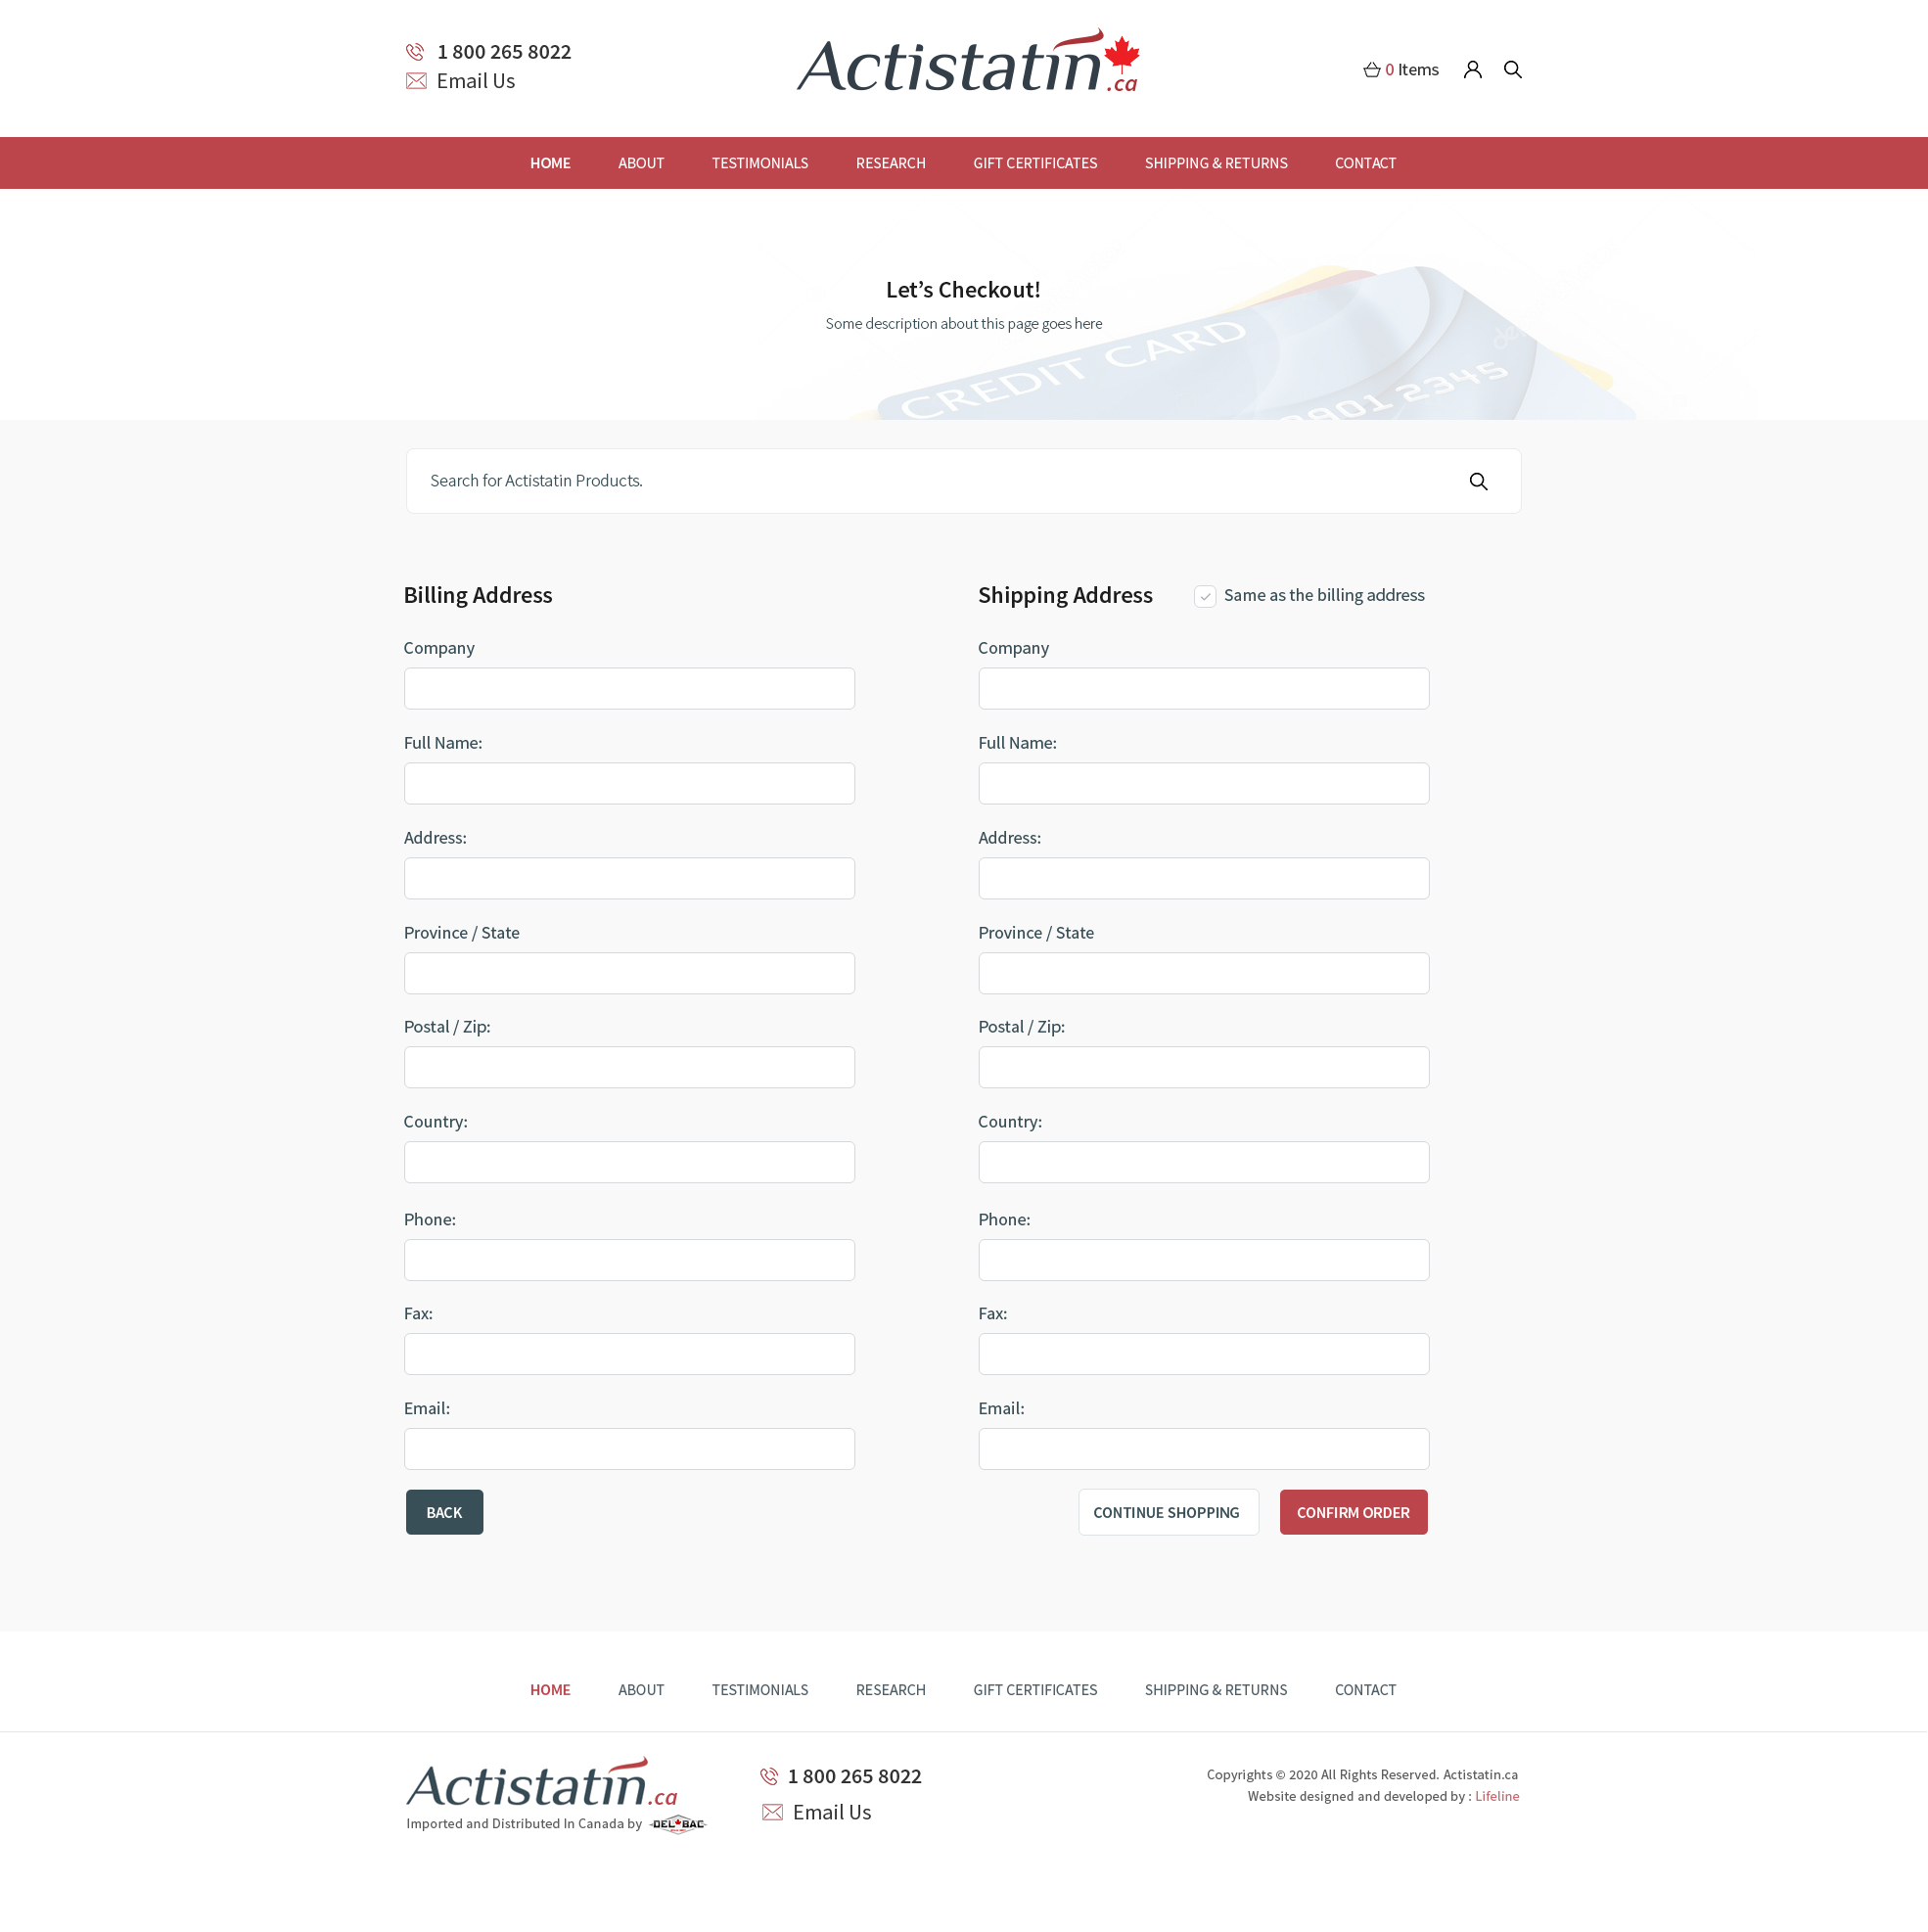 1 800 265 8022
Email Us
Actistatin
.ca
0 Items
HOME ABOUT TESTIMONIALS RESEARCH GIFT CERTIFICATES SHIPPING & RETURNS CONTACT
Let’s Checkout!
Some description about this page goes here
CREDIT CARD
8901 2345
Search for Actistatin Products.
Billing Address
Company
Full Name:
Address:
Province / State
Postal / Zip:
Country:
Phone:
Fax:
Email:
BACK
Shipping Address
Same as the billing address
Company
Full Name:
Address:
Province / State
Postal / Zip:
Country:
Phone:
Fax:
Email:
CONTINUE SHOPPING
CONFIRM ORDER
HOME ABOUT TESTIMONIALS RESEARCH GIFT CERTIFICATES SHIPPING & RETURNS CONTACT
Actistatin.ca
Imported and Distributed In Canada by DEL BAC
1 800 265 8022
Email Us
Copyrights © 2020 All Rights Reserved. Actistatin.ca
Website designed and developed by : Lifeline